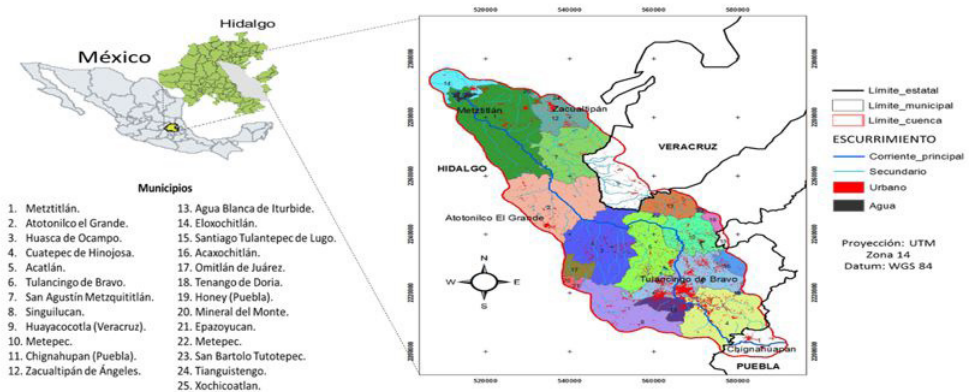 Hidalgo
México
Municipios
1. Metztitlán.
2. Atotonilco el Grande.
3. Huasca de Ocampo.
4. Cuatepec de Hinojosa.
5. Acatlán.
6. Tulancingo de Bravo.
7. San Agustín Metzquititlán.
8. Singuilucan.
9. Huayacocotla (Veracruz).
10. Metepec.
11. Chignahupan (Puebla).
12. Zacualtipán de Ángeles.
13. Agua Blanca de Iturbide.
14. Eloxochitlán.
15. Santiago Tulantepec de Lugo.
16. Acaxochitlán.
17. Omitlán de Juárez.
18. Tenango de Doria.
19. Honey (Puebla).
20. Mineral del Monte.
21. Epazoyucan.
22. Metepec.
23. San Bartolo Tutotepec.
24. Tianguistengo.
25. Xochicoatlan.
520000 540000 560000 580000
Metztitlán
Zacualtipán
VERACRUZ
HIDALGO
Atotonilco El Grande
Tulancingo de Bravo
Chignahuapan
PUEBLA
N
W E
S
520000 540000 560000 580000
Límite_estatal
Límite_municipal
Límite_cuenca
ESCURRIMIENTO
Corriente_principal
Secundario
Urbano
Agua
Proyección: UTM
Zona 14
Datum: WGS 84